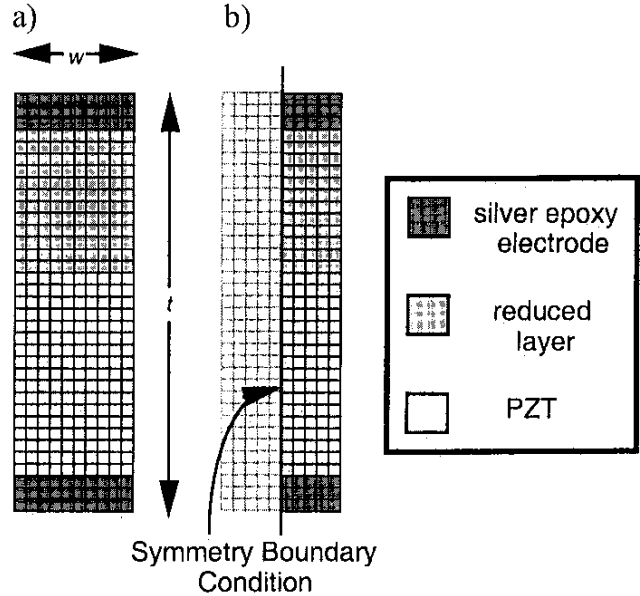 a)
b)
w
t
silver epoxy
electrode
reduced
layer
PZT
Symmetry Boundary
Condition